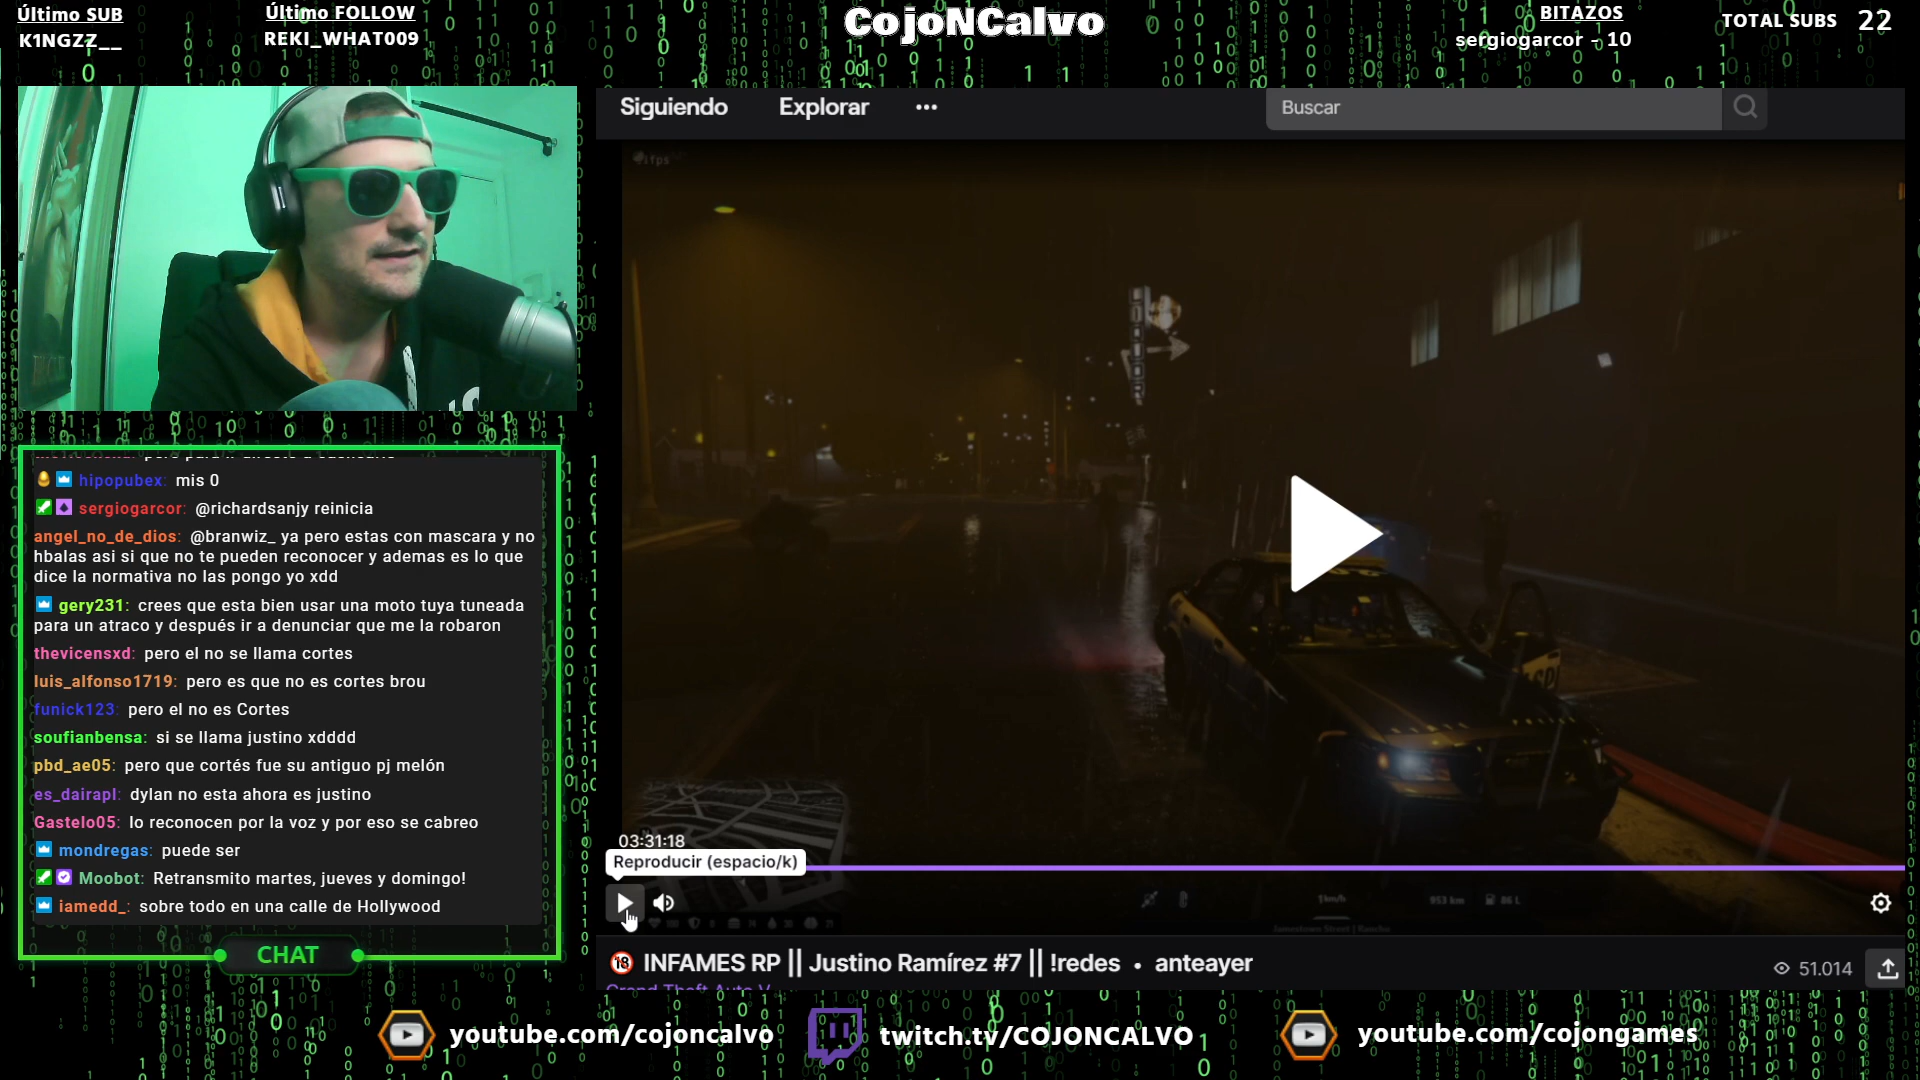 Último SUB
K1NGZZ__
Último FOLLOW
REKI_WHAT009
CojoNCalvo
BITAZOS
sergiogarcor - 10
TOTAL SUBS 22
Siguiendo
Explorar
Buscar
hipopubex: mis 0
sergiogarcor: @richardsanjy reinicia
angel_no_de_dios: @branwiz_ ya pero estas con mascara y no
hbalas asi si que no te pueden reconocer y ademas es lo que
dice la normativa no las pongo yo xdd
gery231: crees que esta bien usar una moto tuya tuneada
para un atraco y después ir a denunciar que me la robaron
thevicensxd: pero el no se llama cortes
luis_alfonso1719: pero es que no es cortes brou
funick123: pero el no es Cortes
soufianbensa: si se llama justino xdddd
pbd_ae05: pero que cortés fue su antiguo pj melón
es_dairapl: dylan no esta ahora es justino
Gastelo05: lo reconocen por la voz y por eso se cabreo
mondregas: puede ser
Moobot: Retransmito martes, jueves y domingo!
iamedd_: sobre todo en una calle de Hollywood
CHAT
03:31:18
Reproducir (espacio/k)
18 INFAMES RP || Justino Ramírez #7 || !redes • anteayer
51.014
Grand Theft Auto V
youtube.com/cojoncalvo
twitch.tv/COJONCALVO
youtube.com/cojongames